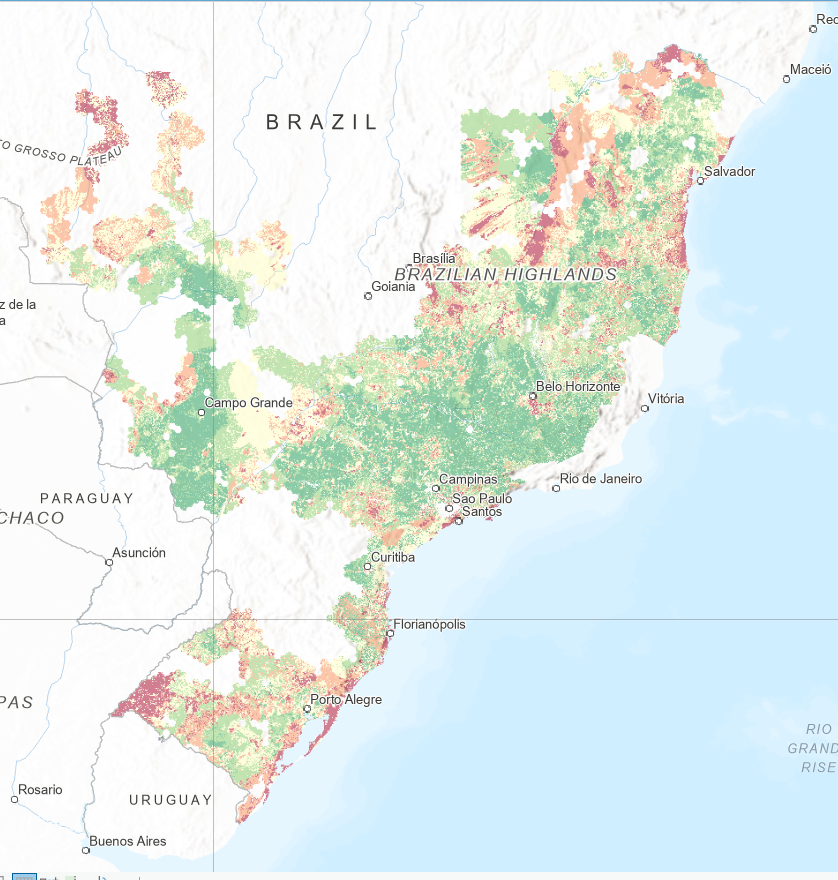 Rec
Maceió
BRAZIL
TO GROSSO PLATEAU
Salvador
Brasília
BRAZILIAN HIGHLANDS
Goiania
z de la
a
Belo Horizonte
Vitória
Campo Grande
Campinas
Rio de Janeiro
PARAGUAY
Sao Paulo
Santos
CHACO
Asunción
Curitiba
Florianópolis
Porto Alegre
PAS
RIO
GRAND
RISE
Rosario
URUGUAY
Buenos Aires